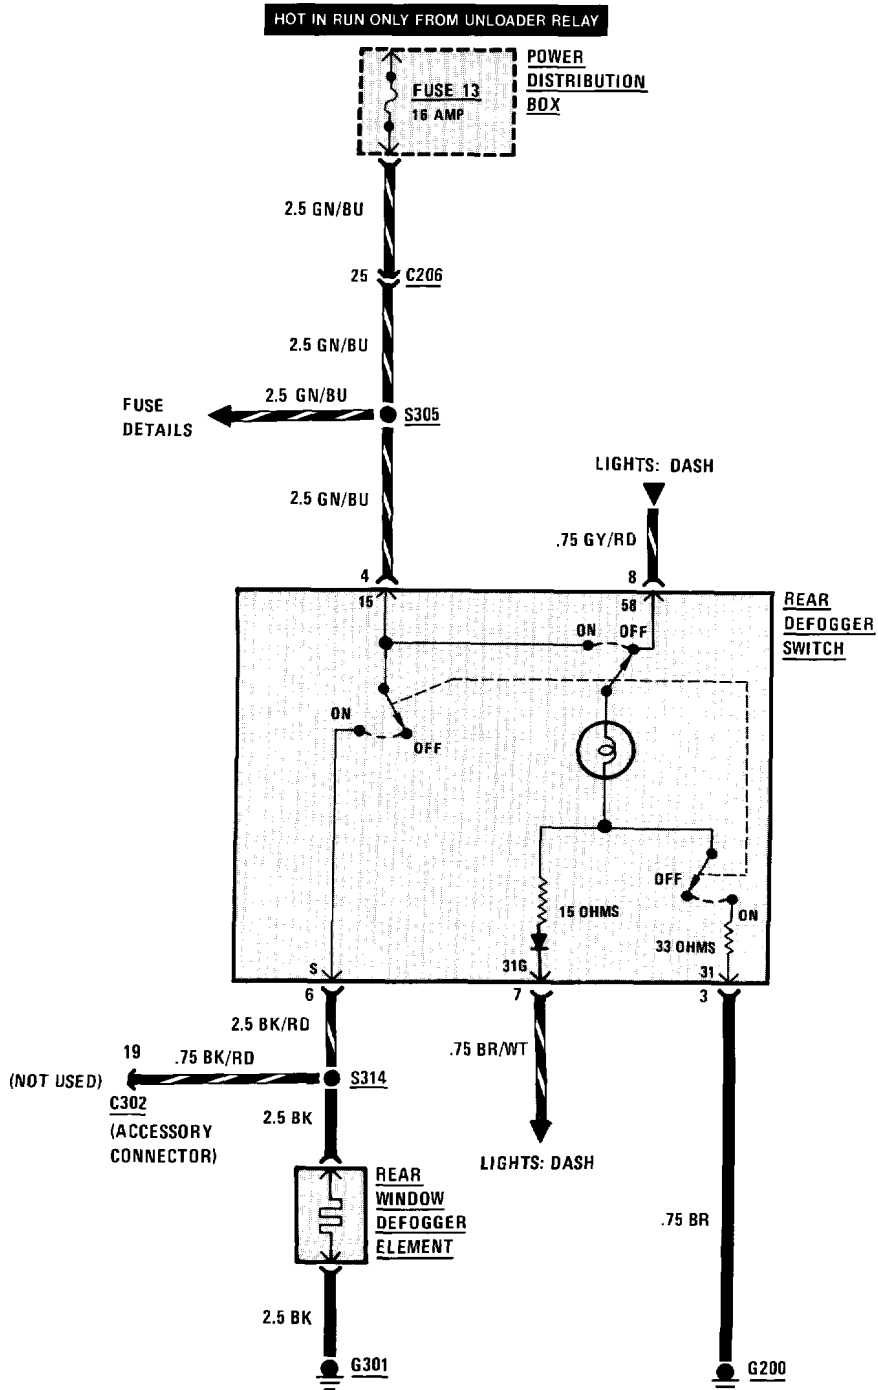 HOT IN RUN ONLY FROM UNLOADER RELAY
POWER
DISTRIBUTION
BOX
FUSE 13
16 AMP
2.5 GN/BU
25
C206
2.5 GN/BU
2.5 GN/BU
FUSE
DETAILS
S305
LIGHTS: DASH
2.5 GN/BU
.75 GY/RD
4
8
15
58
REAR
DEFOGGER
SWITCH
ON
OFF
ON
OFF
OFF
ON
15 OHMS
33 OHMS
S
31G
31
6
7
3
2.5 BK/RD
19
.75 BK/RD
.75 BR/WT
(NOT USED)
S314
C302
(ACCESSORY
CONNECTOR)
2.5 BK
LIGHTS: DASH
REAR
WINDOW
DEFOGGER
ELEMENT
.75 BR
2.5 BK
G301
G200